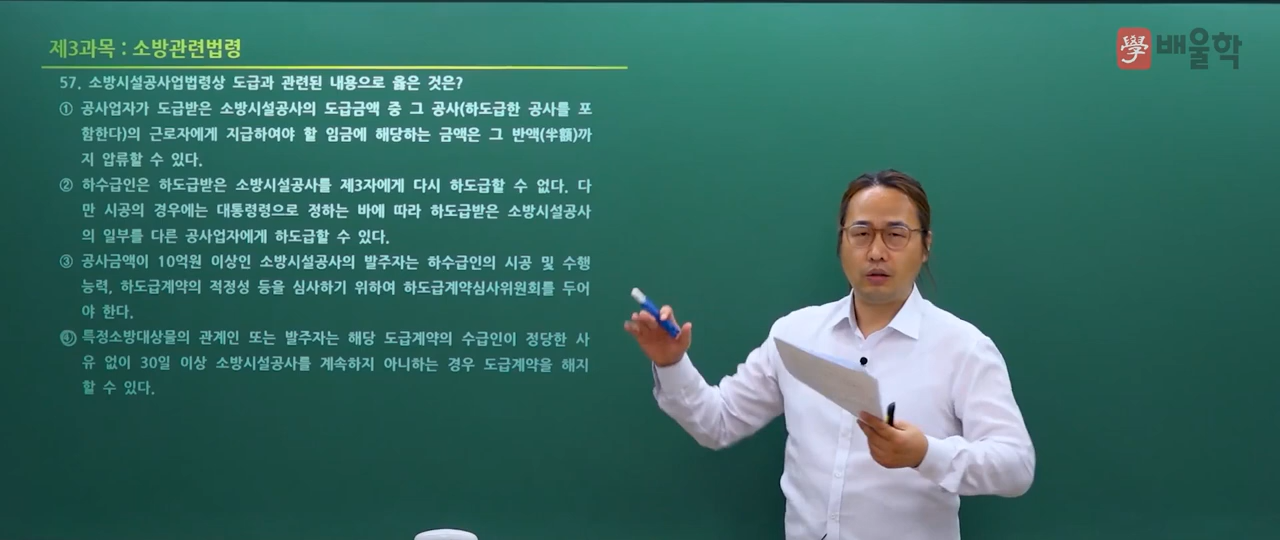 제3과목 : 소방관련법령
學 배울학
57. 소방시설공사업법령상 도급과 관련된 내용으로 옳은 것은?
① 공사업자가 도급받은 소방시설공사의 도급금액 중 그 공사(하도급한 공사를 포
함한다)의 근로자에게 지급하여야 할 임금에 해당하는 금액은 그 반액(半額)까
지 압류할 수 있다.
② 하수급인은 하도급받은 소방시설공사를 제3자에게 다시 하도급할 수 없다. 다
만 시공의 경우에는 대통령령으로 정하는 바에 따라 하도급받은 소방시설공사
의 일부를 다른 공사업자에게 하도급할 수 있다.
③ 공사금액이 10억원 이상인 소방시설공사의 발주자는 하수급인의 시공 및 수행
능력, 하도급계약의 적정성 등을 심사하기 위하여 하도급계약심사위원회를 두어
야 한다.
④ 특정소방대상물의 관계인 또는 발주자는 해당 도급계약의 수급인이 정당한 사
유 없이 30일 이상 소방시설공사를 계속하지 아니하는 경우 도급계약을 해지
할 수 있다.